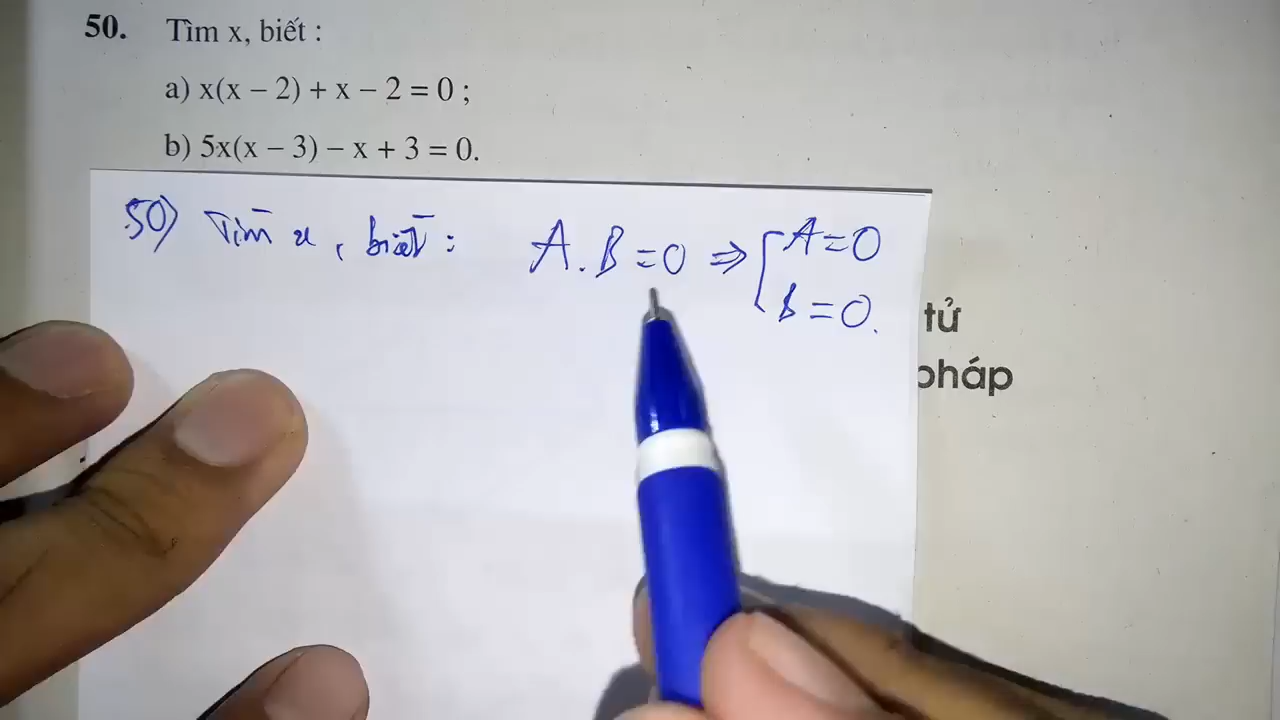 50. Tìm x, biết :
a) x(x – 2) + x – 2 = 0 ;
b) 5x(x – 3) – x + 3 = 0.
50) Tìm x, biết : A.B=0 ⇒ [A=0
B=0.
tử
pháp